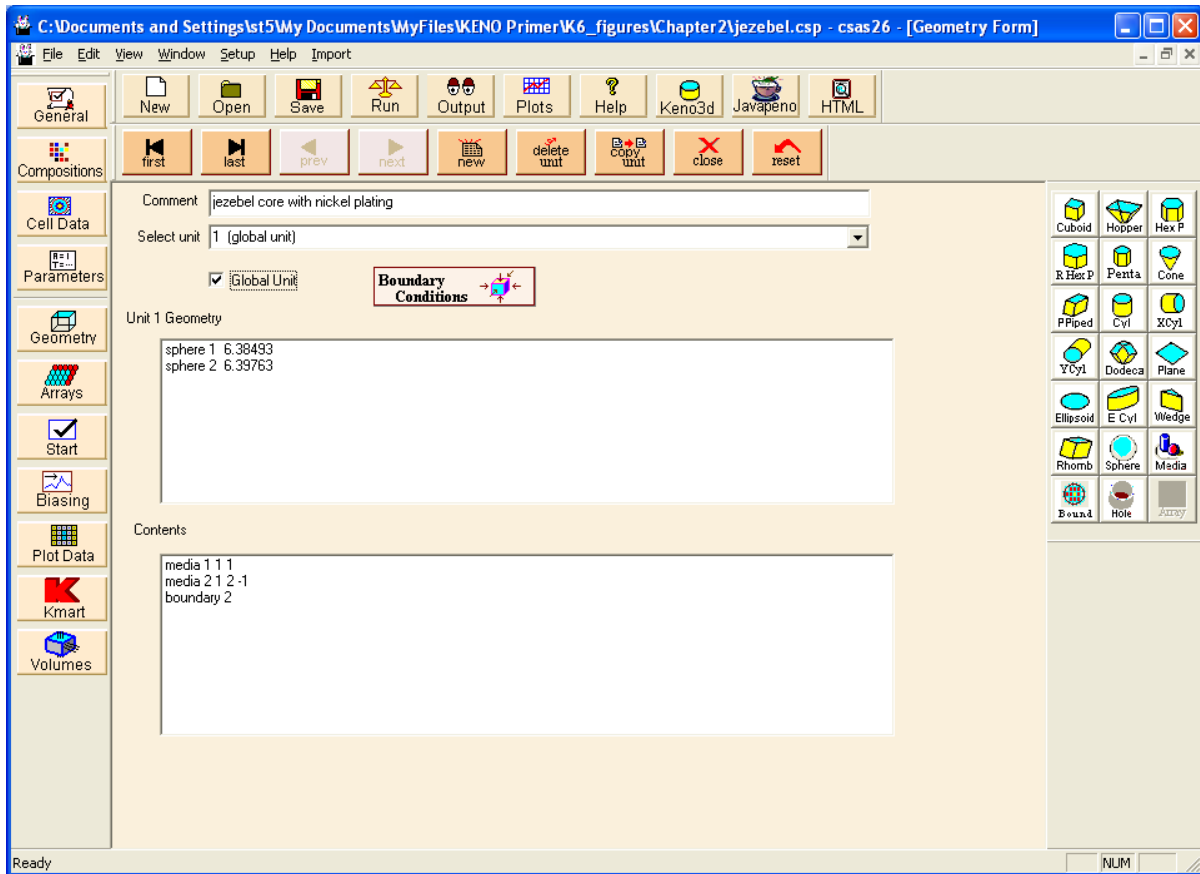 C:\Documents and Settings\st5\My Documents\MyFiles\KENO Primer\K6_figures\Chapter2\jezebel.csp - csas26 - [Geometry Form]
File Edit View Window Setup Help Import
General
New Open Save Run Output Plots Help Keno3d Javapeno HTML
Compositions
first last prev next new delete unit copy unit close reset
Cell Data
Parameters
Geometry
Arrays
Start
Biasing
Plot Data
Kmart
Volumes
Comment jezebel core with nickel plating
Select unit 1 (global unit)
Global Unit
Boundary
Conditions
Unit 1 Geometry
sphere 1 6.38493
sphere 2 6.39763
Contents
media 1 1 1
media 2 1 2 -1
boundary 2
Cuboid Hopper Hex P
R Hex P Penta Cone
PPiped Cyl XCyl
YCyl Dodeca Plane
Ellipsoid E Cyl Wedge
Rhomb Sphere Media
Bound Hole Array
Ready
NUM